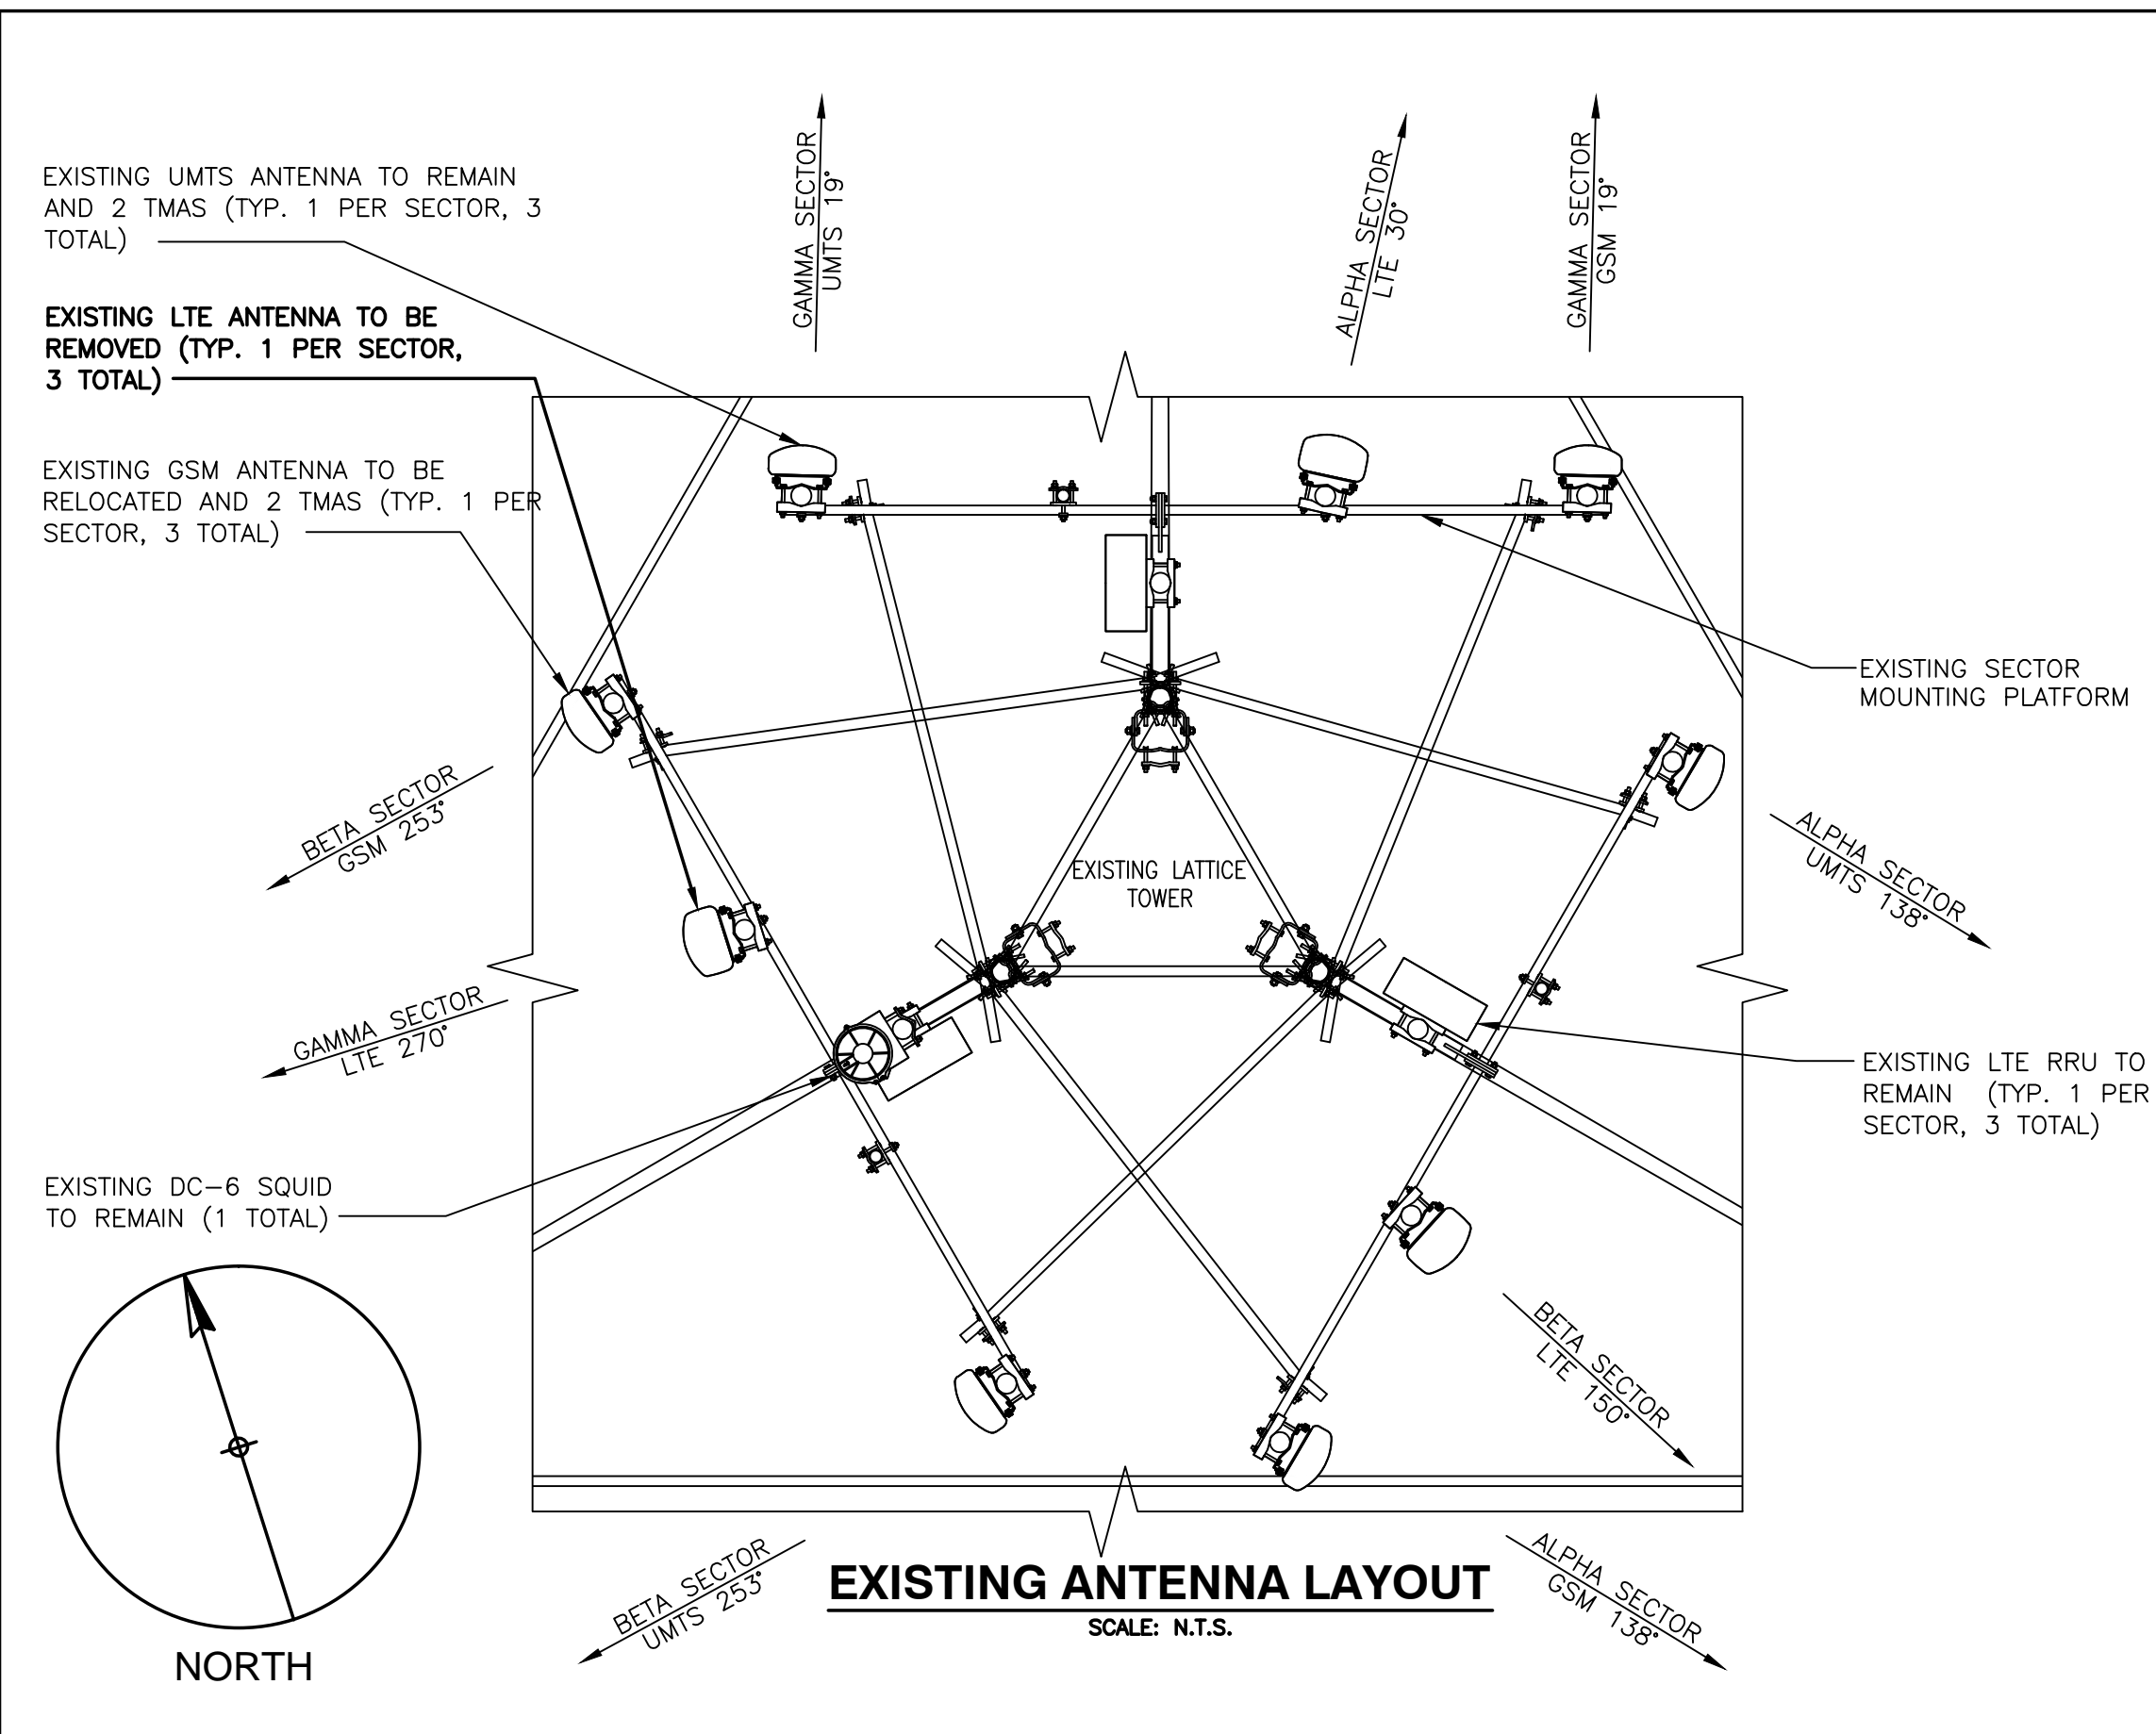 GAMMA SECTOR
UMTS 19°
ALPHA SECTOR
LTE 30°
GAMMA SECTOR
GSM 19°
EXISTING UMTS ANTENNA TO REMAIN
AND 2 TMAS (TYP. 1 PER SECTOR, 3
TOTAL)
EXISTING LTE ANTENNA TO BE
REMOVED (TYP. 1 PER SECTOR,
3 TOTAL)
EXISTING GSM ANTENNA TO BE
RELOCATED AND 2 TMAS (TYP. 1 PER
SECTOR, 3 TOTAL)
EXISTING SECTOR
MOUNTING PLATFORM
BETA SECTOR
GSM 253°
EXISTING LATTICE
TOWER
ALPHA SECTOR
UMTS 138°
GAMMA SECTOR
LTE 270°
EXISTING LTE RRU TO
REMAIN (TYP. 1 PER
SECTOR, 3 TOTAL)
EXISTING DC-6 SQUID
TO REMAIN (1 TOTAL)
BETA SECTOR
LTE 150°
BETA SECTOR
UMTS 253°
ALPHA SECTOR
GSM 138°
EXISTING ANTENNA LAYOUT
SCALE: N.T.S.
NORTH